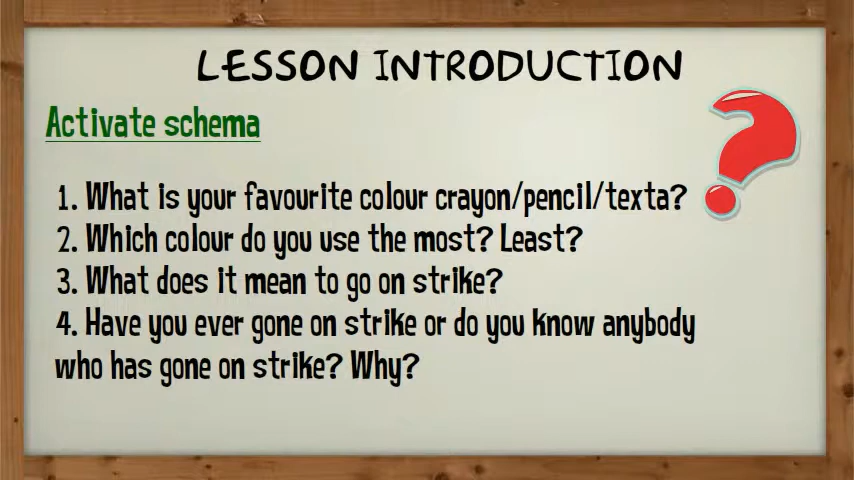 LESSON INTRODUCTION
Activate schema
1. What is your favourite colour crayon/pencil/texta?
2. Which colour do you use the most? Least?
3. What does it mean to go on strike?
4. Have you ever gone on strike or do you know anybody
who has gone on strike? Why?